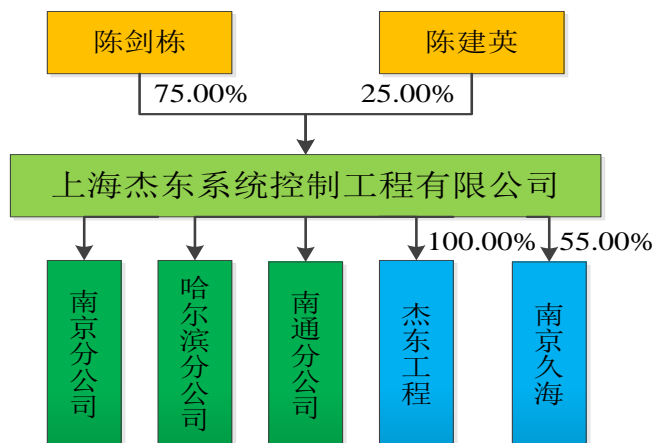 陈剑栋
陈建英
75.00%
25.00%
上海杰东系统控制工程有限公司
100.00%
55.00%
南京分公司
哈尔滨分公司
南通分公司
杰东工程
南京久海